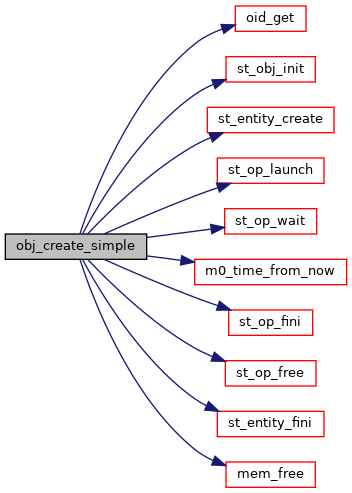 oid_get
st_obj_init
st_entity_create
st_op_launch
st_op_wait
obj_create_simple
m0_time_from_now
st_op_fini
st_op_free
st_entity_fini
mem_free